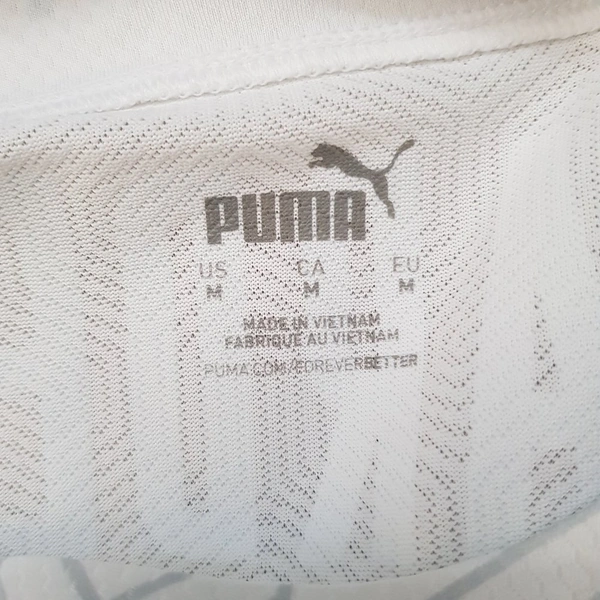 PUMA
US CA EU
M M M
MADE IN VIETNAM
FABRIQUE AU VIETNAM
PUMA.COM/FOREVERBETTER